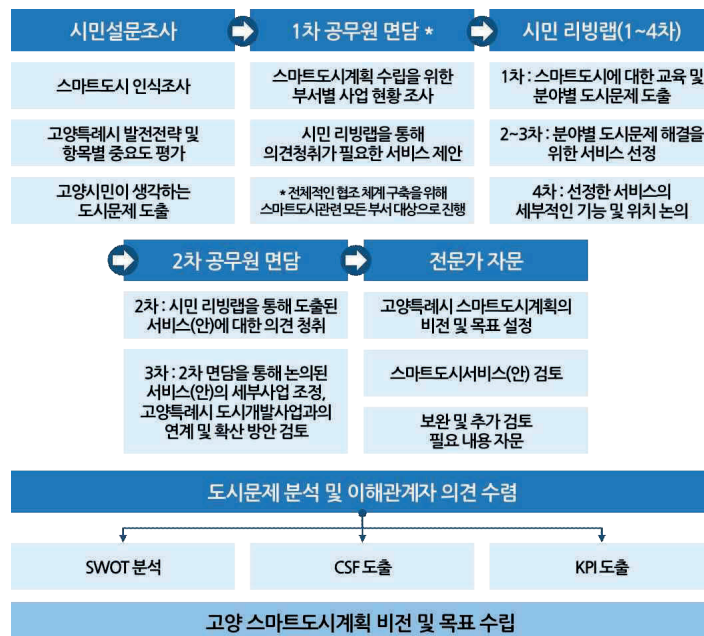 시민설문조사
스마트도시 인식조사
고양특례시 발전전략 및
항목별 중요도 평가
고양시민이 생각하는
도시문제 도출
1차 공무원 면담 *
스마트도시계획 수립을 위한
부서별 사업 현황 조사
시민 리빙랩을 통해
의견청취가 필요한 서비스 제안
* 전체적인 협조 체계 구축을 위해
스마트도시관련 모든 부서 대상으로 진행
시민 리빙랩(1~4차)
1차 : 스마트도시에 대한 교육 및
분야별 도시문제 도출
2~3차 : 분야별 도시문제 해결을
위한 서비스 선정
4차 : 선정한 서비스의
세부적인 기능 및 위치 논의
2차 공무원 면담
2차 : 시민 리빙랩을 통해 도출된
서비스(안)에 대한 의견 청취
3차 : 2차 면담을 통해 논의된
서비스(안)의 세부사업 조정,
고양특례시 도시개발사업과의
연계 및 확산 방안 검토
전문가 자문
고양특례시 스마트도시계획의
비전 및 목표 설정
스마트도시서비스(안) 검토
보완 및 추가 검토
필요 내용 자문
도시문제 분석 및 이해관계자 의견 수렴
SWOT 분석
CSF 도출
KPI 도출
고양 스마트도시계획 비전 및 목표 수립